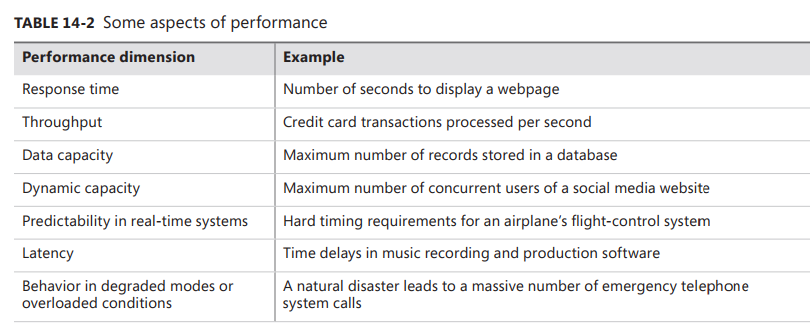 TABLE 14-2 Some aspects of performance
Performance dimension Example
Response time Number of seconds to display a webpage
Throughput Credit card transactions processed per second
Data capacity Maximum number of records stored in a database
Dynamic capacity Maximum number of concurrent users of a social media website
Predictability in real-time systems Hard timing requirements for an airplane’s flight-control system
Latency Time delays in music recording and production software
Behavior in degraded modes or A natural disaster leads to a massive number of emergency telephone
overloaded conditions system calls